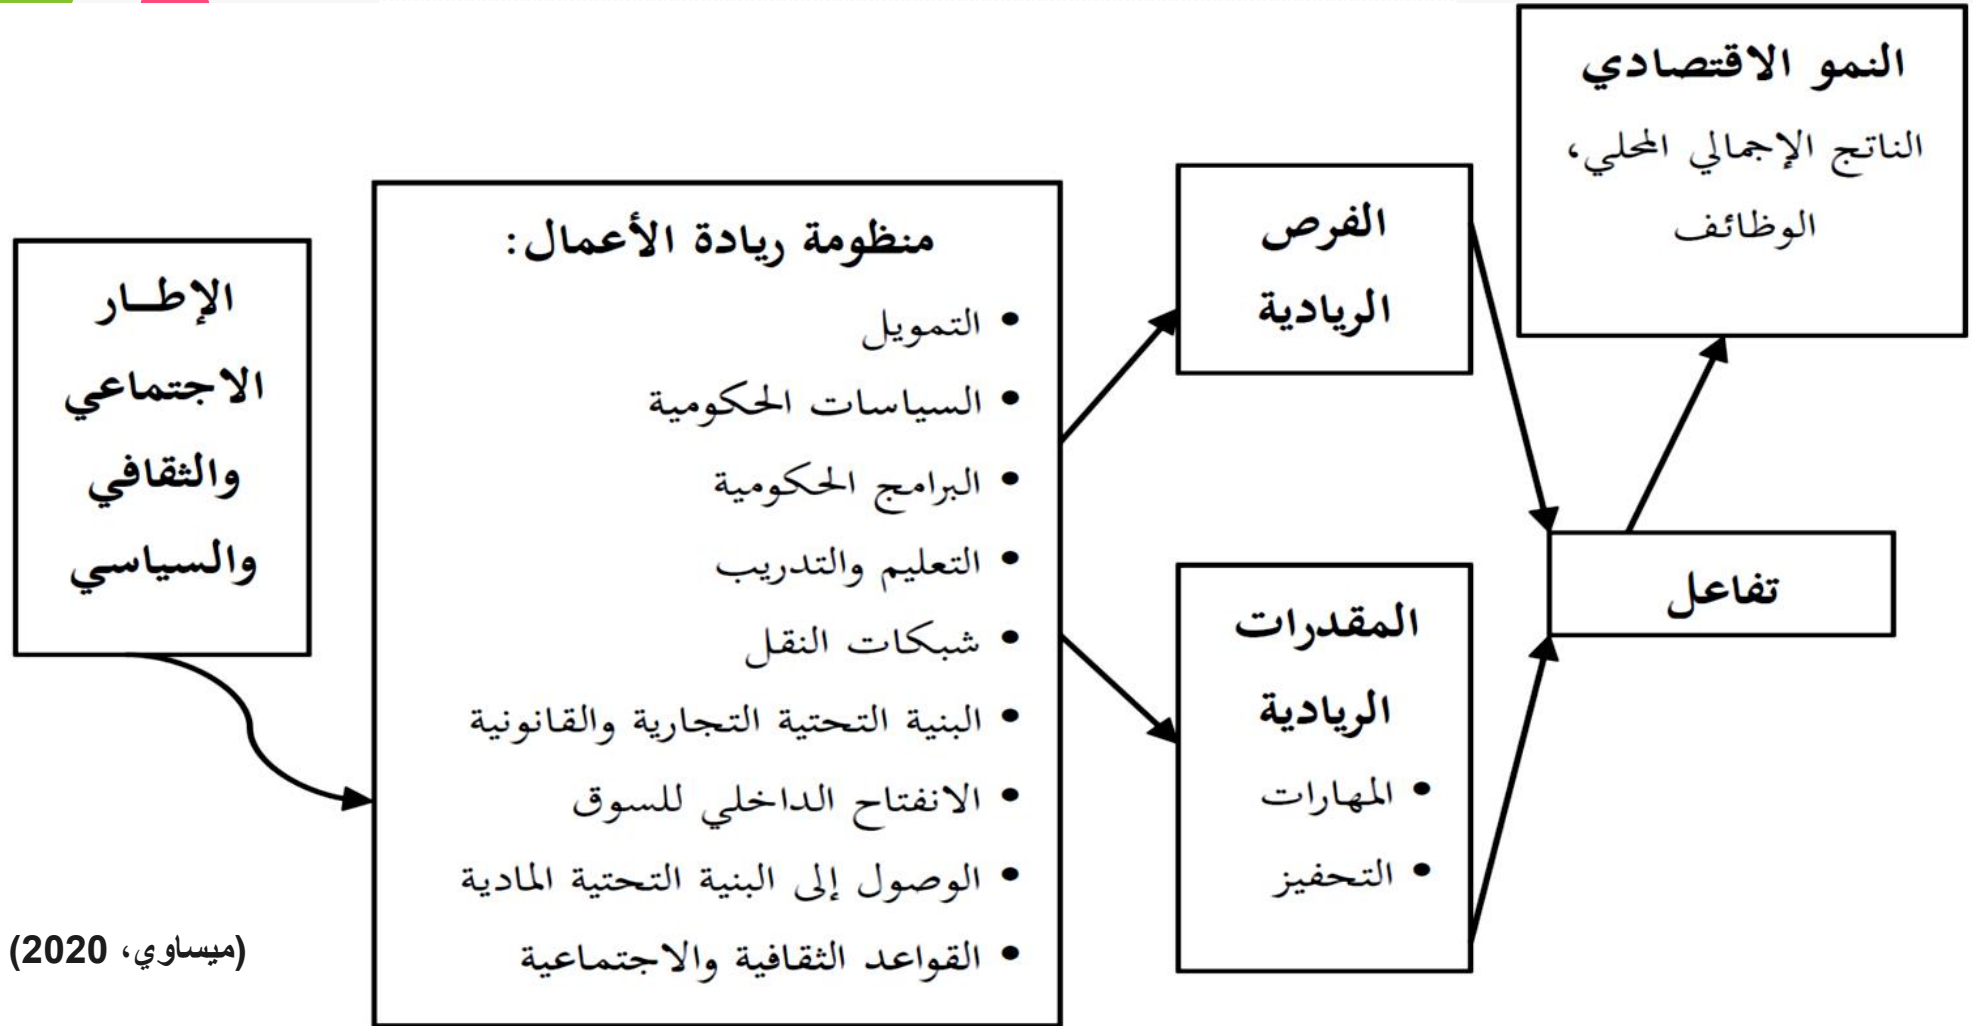 الإطــار
الاجتماعي
والثقافي
والسياسي
منظومة ريادة الأعمال:
• التمويل
• السياسات الحكومية
• البرامج الحكومية
• التعليم والتدريب
• شبكات النقل
• البنية التحتية التجارية والقانونية
• الانفتاح الداخلي للسوق
• الوصول إلى البنية التحتية المادية
• القواعد الثقافية والاجتماعية
الفرص
الريادية
المقدرات
الريادية
• المهارات
• التحفيز
تفاعل
النمو الاقتصادي
الناتج الإجمالي المحلي،
الوظائف
(ميساوي، 2020)